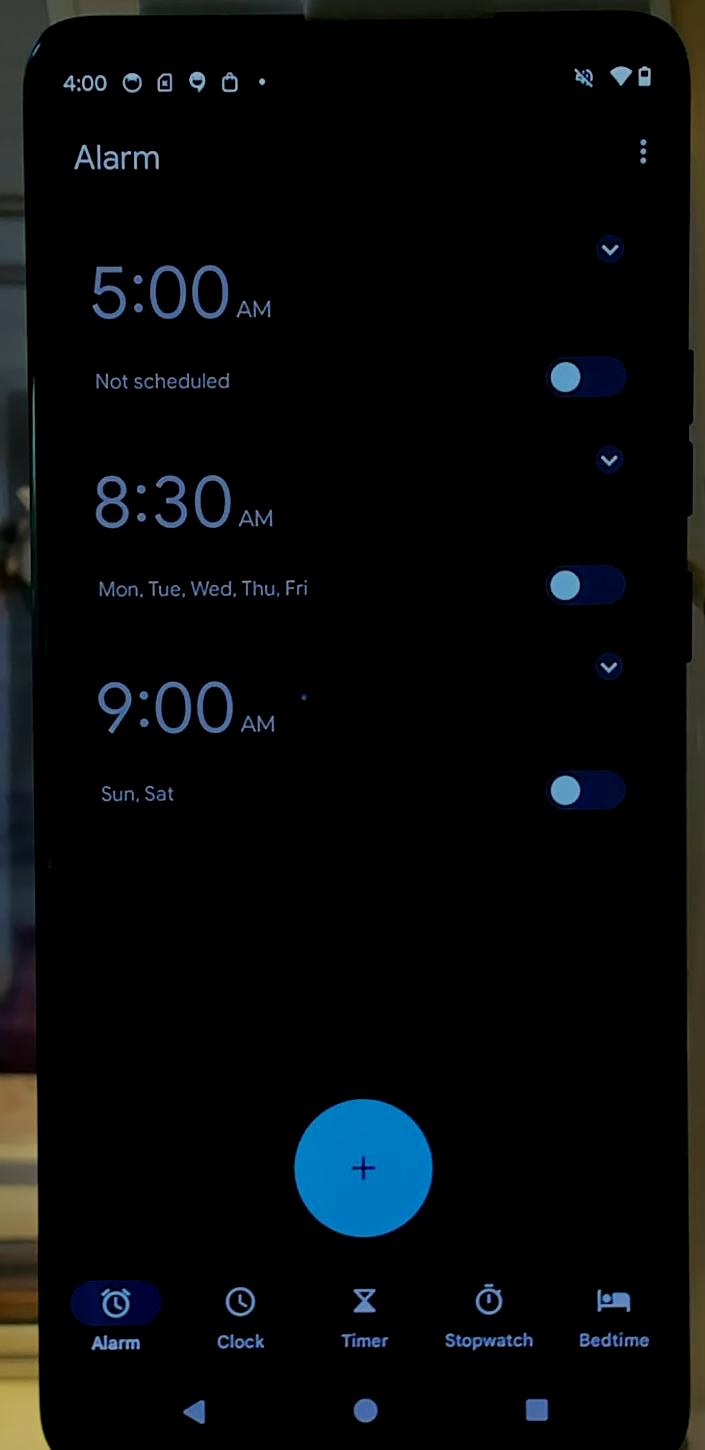 4:00
Alarm
5:00 AM
Not scheduled
8:30 AM
Mon, Tue, Wed, Thu, Fri
9:00 AM
Sun, Sat
+
Alarm Clock Timer Stopwatch Bedtime